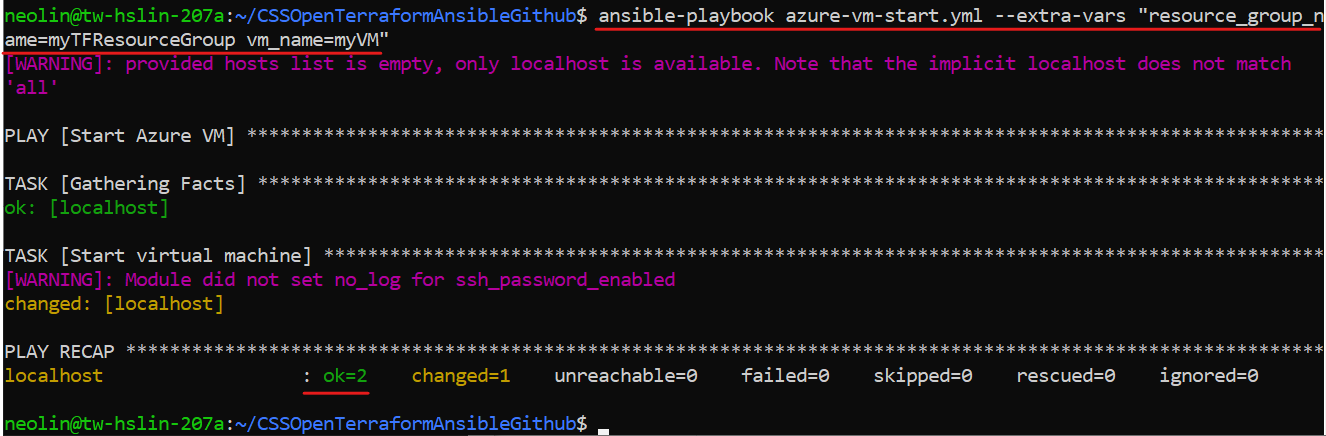 neolin@tw-hslin-207a:~/CSSOpenTerraformAnsibleGithub$ ansible-playbook azure-vm-start.yml --extra-vars "resource_group_n
ame=myTFResourceGroup vm_name=myVM"
[WARNING]: provided hosts list is empty, only localhost is available. Note that the implicit localhost does not match
'all'
PLAY [Start Azure VM] **************************************************************************************************
TASK [Gathering Facts] *************************************************************************************************
ok: [localhost]
TASK [Start virtual machine] *******************************************************************************************
[WARNING]: Module did not set no_log for ssh_password_enabled
changed: [localhost]
PLAY RECAP *************************************************************************************************************
localhost                  : ok=2    changed=1    unreachable=0    failed=0    skipped=0    rescued=0    ignored=0
neolin@tw-hslin-207a:~/CSSOpenTerraformAnsibleGithub$